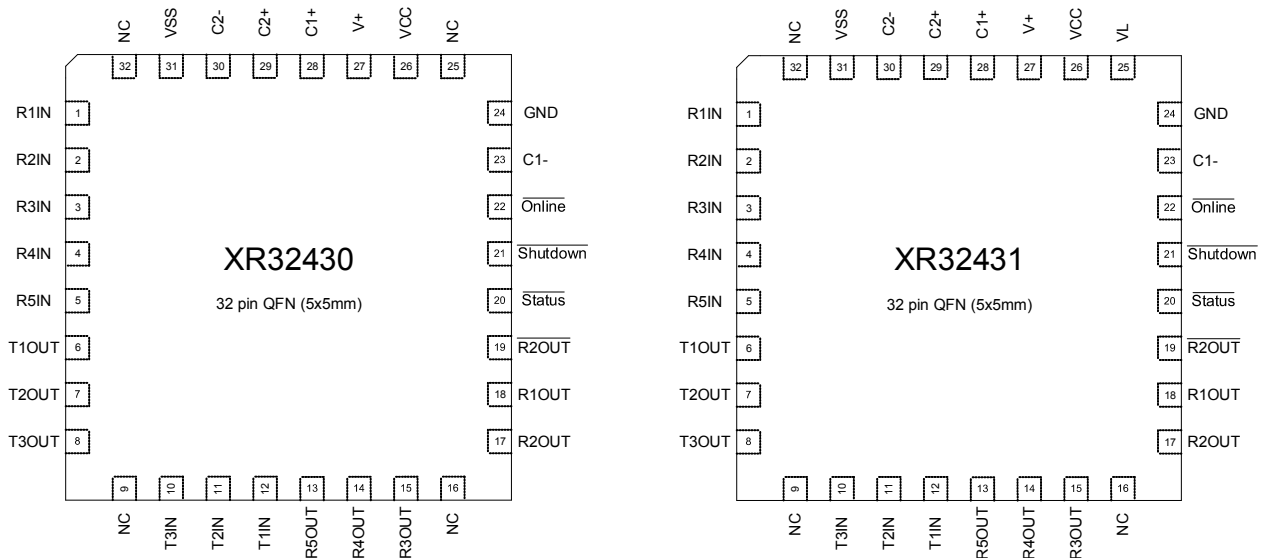 NC VSS C2- C2+ C1+ V+ VCC NC
32 31 30 29 28 27 26 25
R1IN 1
R2IN 2
R3IN 3
R4IN 4
R5IN 5
T1OUT 6
T2OUT 7
T3OUT 8
XR32430
32 pin QFN (5x5mm)
24 GND
23 C1-
22 Online
21 Shutdown
20 Status
19 R2OUT
18 R1OUT
17 R2OUT
9 10 11 12 13 14 15 16
NC T3IN T2IN T1IN R5OUT R4OUT R3OUT NC
NC VSS C2- C2+ C1+ V+ VCC VL
32 31 30 29 28 27 26 25
R1IN 1
R2IN 2
R3IN 3
R4IN 4
R5IN 5
T1OUT 6
T2OUT 7
T3OUT 8
XR32431
32 pin QFN (5x5mm)
24 GND
23 C1-
22 Online
21 Shutdown
20 Status
19 R2OUT
18 R1OUT
17 R2OUT
9 10 11 12 13 14 15 16
NC T3IN T2IN T1IN R5OUT R4OUT R3OUT NC